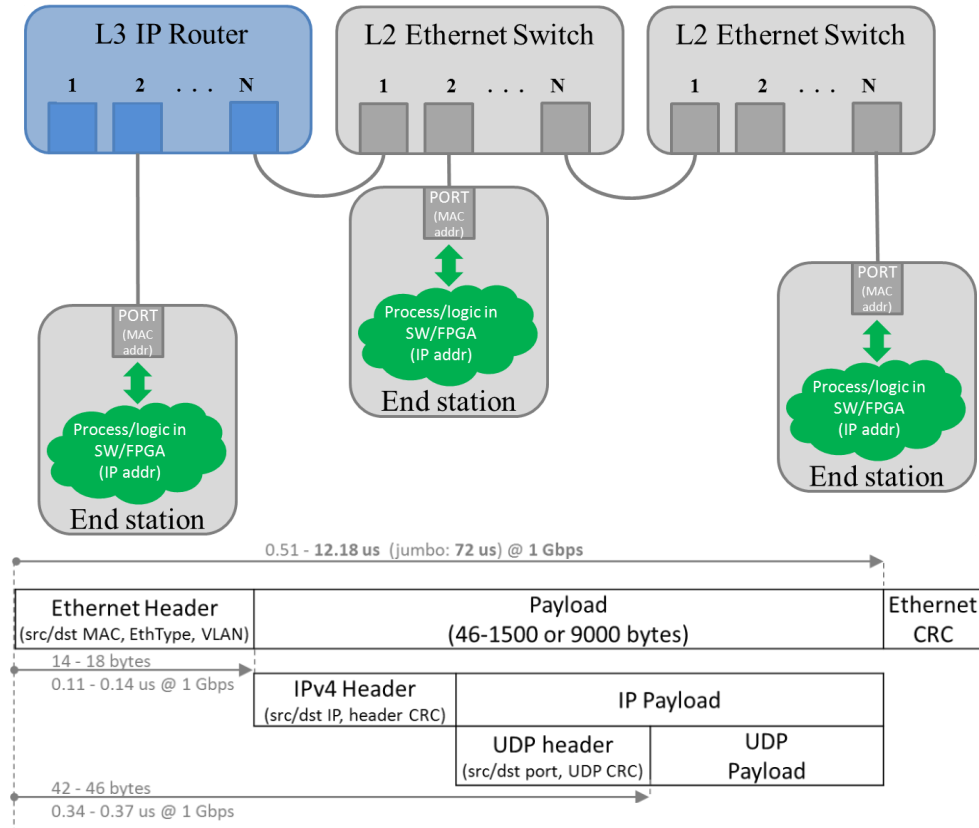 L3 IP Router
L2 Ethernet Switch
L2 Ethernet Switch
1 2 . . . N
1 2 . . . N
1 2 . . . N
PORT
(MAC
addr)
Process/logic in
SW/FPGA
(IP addr)
End station
PORT
(MAC
addr)
Process/logic in
SW/FPGA
(IP addr)
End station
PORT
(MAC
addr)
Process/logic in
SW/FPGA
(IP addr)
End station
0.51 - 12.18 us (jumbo: 72 us) @ 1 Gbps
Ethernet Header
(src/dst MAC, EthType, VLAN)
Payload
(46-1500 or 9000 bytes)
Ethernet
CRC
14 - 18 bytes
0.11 - 0.14 us @ 1 Gbps
IPv4 Header
(src/dst IP, header CRC)
IP Payload
UDP header
(src/dst port, UDP CRC)
UDP
Payload
42 - 46 bytes
0.34 - 0.37 us @ 1 Gbps